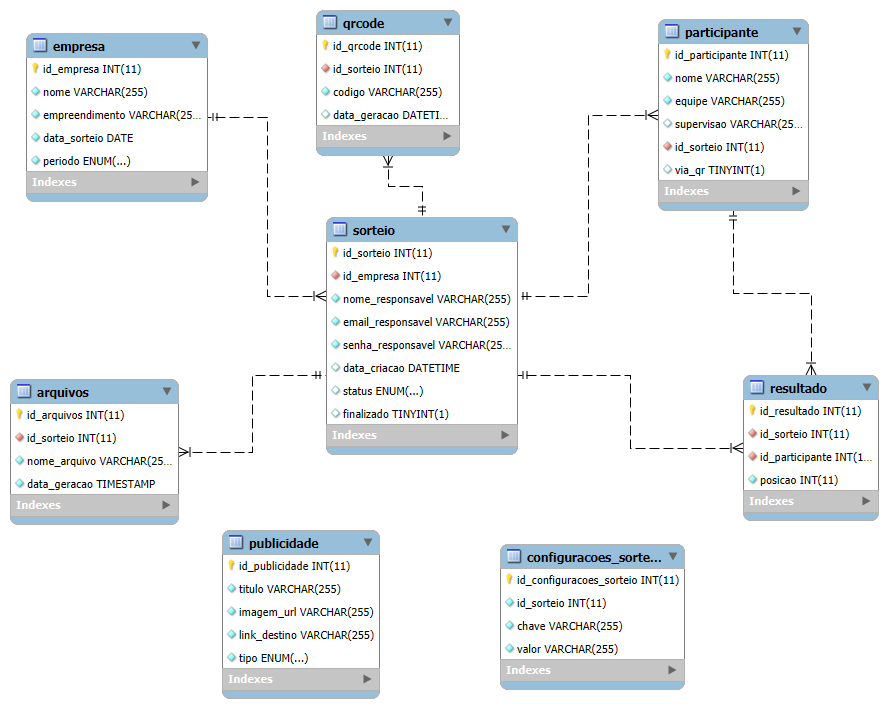 empresa
id_empresa INT(11)
nome VARCHAR(255)
empreendimento VARCHAR(25...
data_sorteio DATE
periodo ENUM(...)
Indexes
qrcode
id_qrcode INT(11)
id_sorteio INT(11)
codigo VARCHAR(255)
data_geracao DATETI...
Indexes
participante
id_participante INT(11)
nome VARCHAR(255)
equipe VARCHAR(255)
supervisao VARCHAR(25...
id_sorteio INT(11)
via_qr TINYINT(1)
Indexes
sorteio
id_sorteio INT(11)
id_empresa INT(11)
nome_responsavel VARCHAR(255)
email_responsavel VARCHAR(255)
senha_responsavel VARCHAR(25...
data_criacao DATETIME
status ENUM(...)
finalizado TINYINT(1)
Indexes
arquivos
id_arquivos INT(11)
id_sorteio INT(11)
nome_arquivo VARCHAR(25...
data_geracao TIMESTAMP
Indexes
resultado
id_resultado INT(11)
id_sorteio INT(11)
id_participante INT(1...
posicao INT(11)
Indexes
publicidade
id_publicidade INT(11)
titulo VARCHAR(255)
imagem_url VARCHAR(255)
link_destino VARCHAR(255)
tipo ENUM(...)
Indexes
configuracoes_sorte...
id_configuracoes_sorteio INT(11)
id_sorteio INT(11)
chave VARCHAR(255)
valor VARCHAR(255)
Indexes